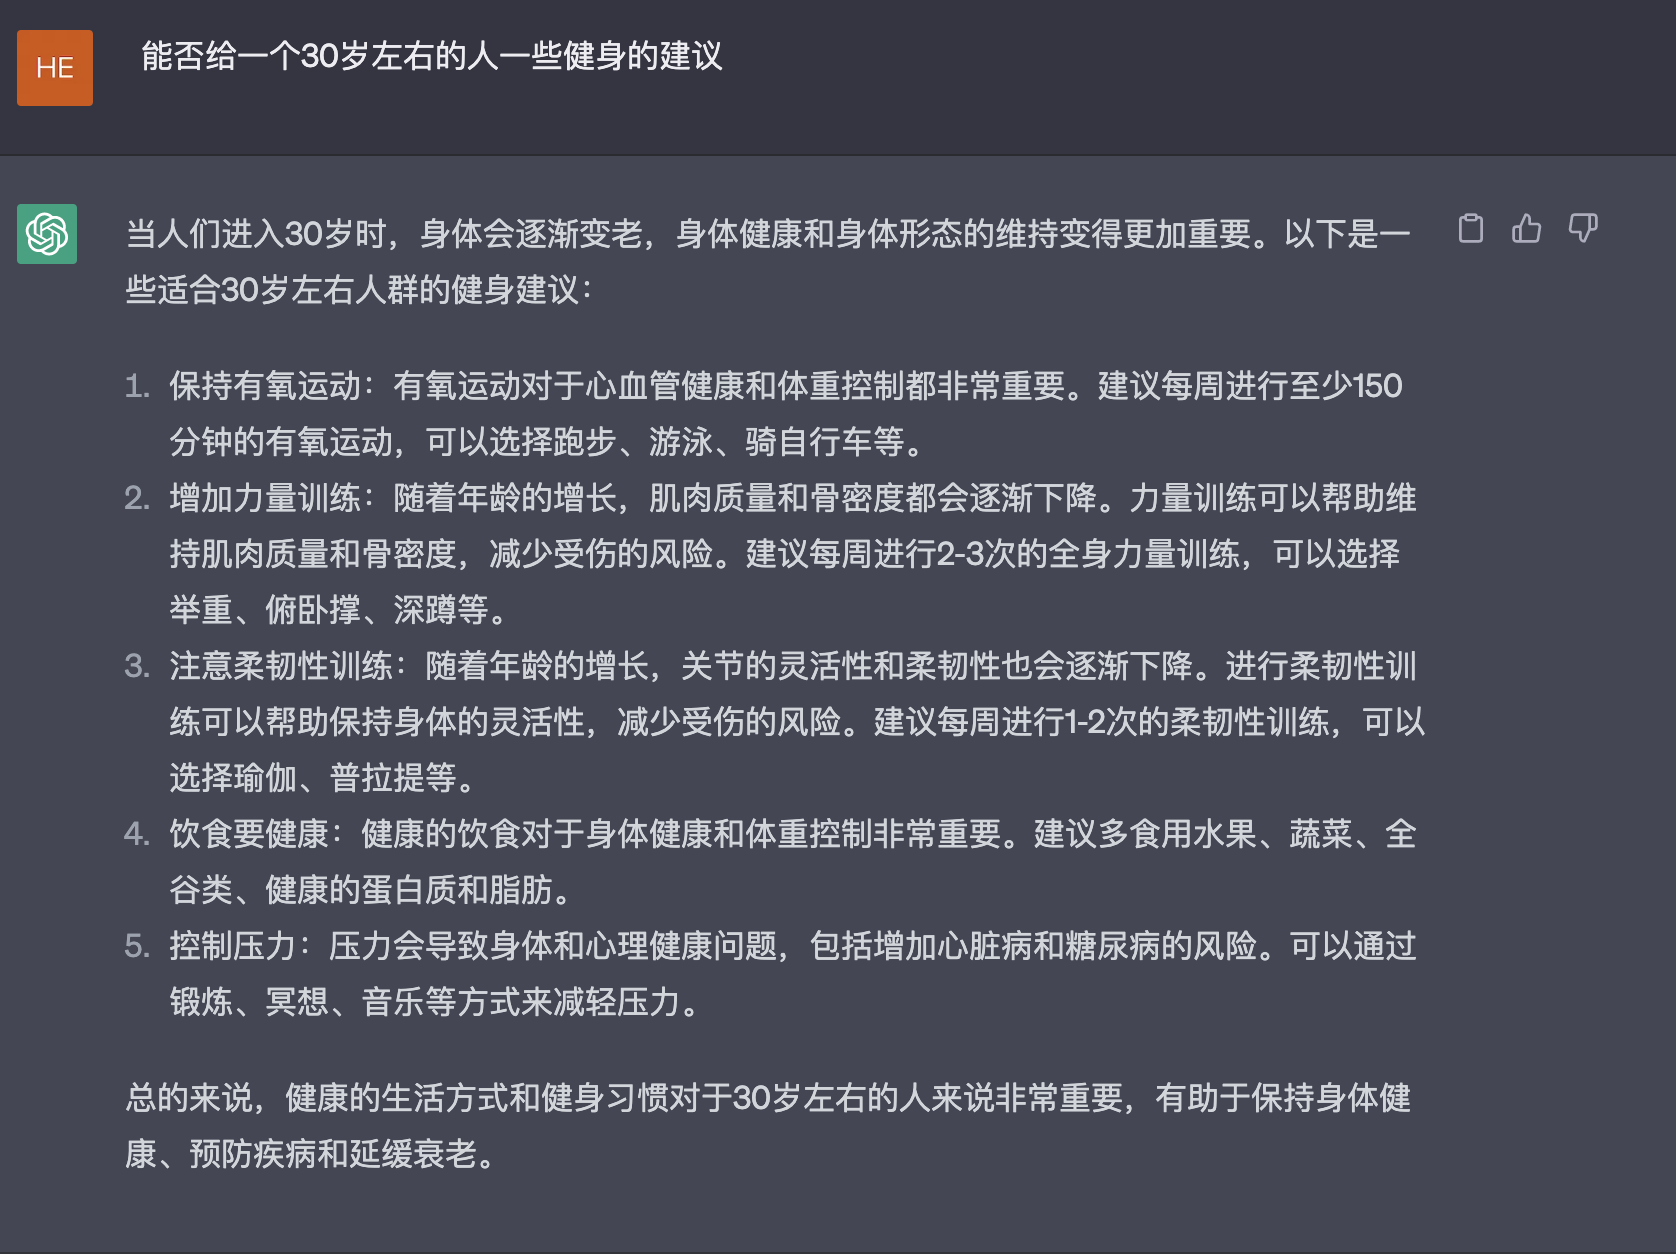 HE
能否给一个30岁左右的人一些健身的建议
当人们进入30岁时，身体会逐渐变老，身体健康和身体形态的维持变得更加重要。以下是一
些适合30岁左右人群的健身建议：
1. 保持有氧运动：有氧运动对于心血管健康和体重控制都非常重要。建议每周进行至少150
分钟的有氧运动，可以选择跑步、游泳、骑自行车等。
2. 增加力量训练：随着年龄的增长，肌肉质量和骨密度都会逐渐下降。力量训练可以帮助维
持肌肉质量和骨密度，减少受伤的风险。建议每周进行2-3次的全身力量训练，可以选择
举重、俯卧撑、深蹲等。
3. 注意柔韧性训练：随着年龄的增长，关节的灵活性和柔韧性也会逐渐下降。进行柔韧性训
练可以帮助保持身体的灵活性，减少受伤的风险。建议每周进行1-2次的柔韧性训练，可以
选择瑜伽、普拉提等。
4. 饮食要健康：健康的饮食对于身体健康和体重控制非常重要。建议多食用水果、蔬菜、全
谷类、健康的蛋白质和脂肪。
5. 控制压力：压力会导致身体和心理健康问题，包括增加心脏病和糖尿病的风险。可以通过
锻炼、冥想、音乐等方式来减轻压力。
总的来说，健康的生活方式和健身习惯对于30岁左右的人来说非常重要，有助于保持身体健
康、预防疾病和延缓衰老。